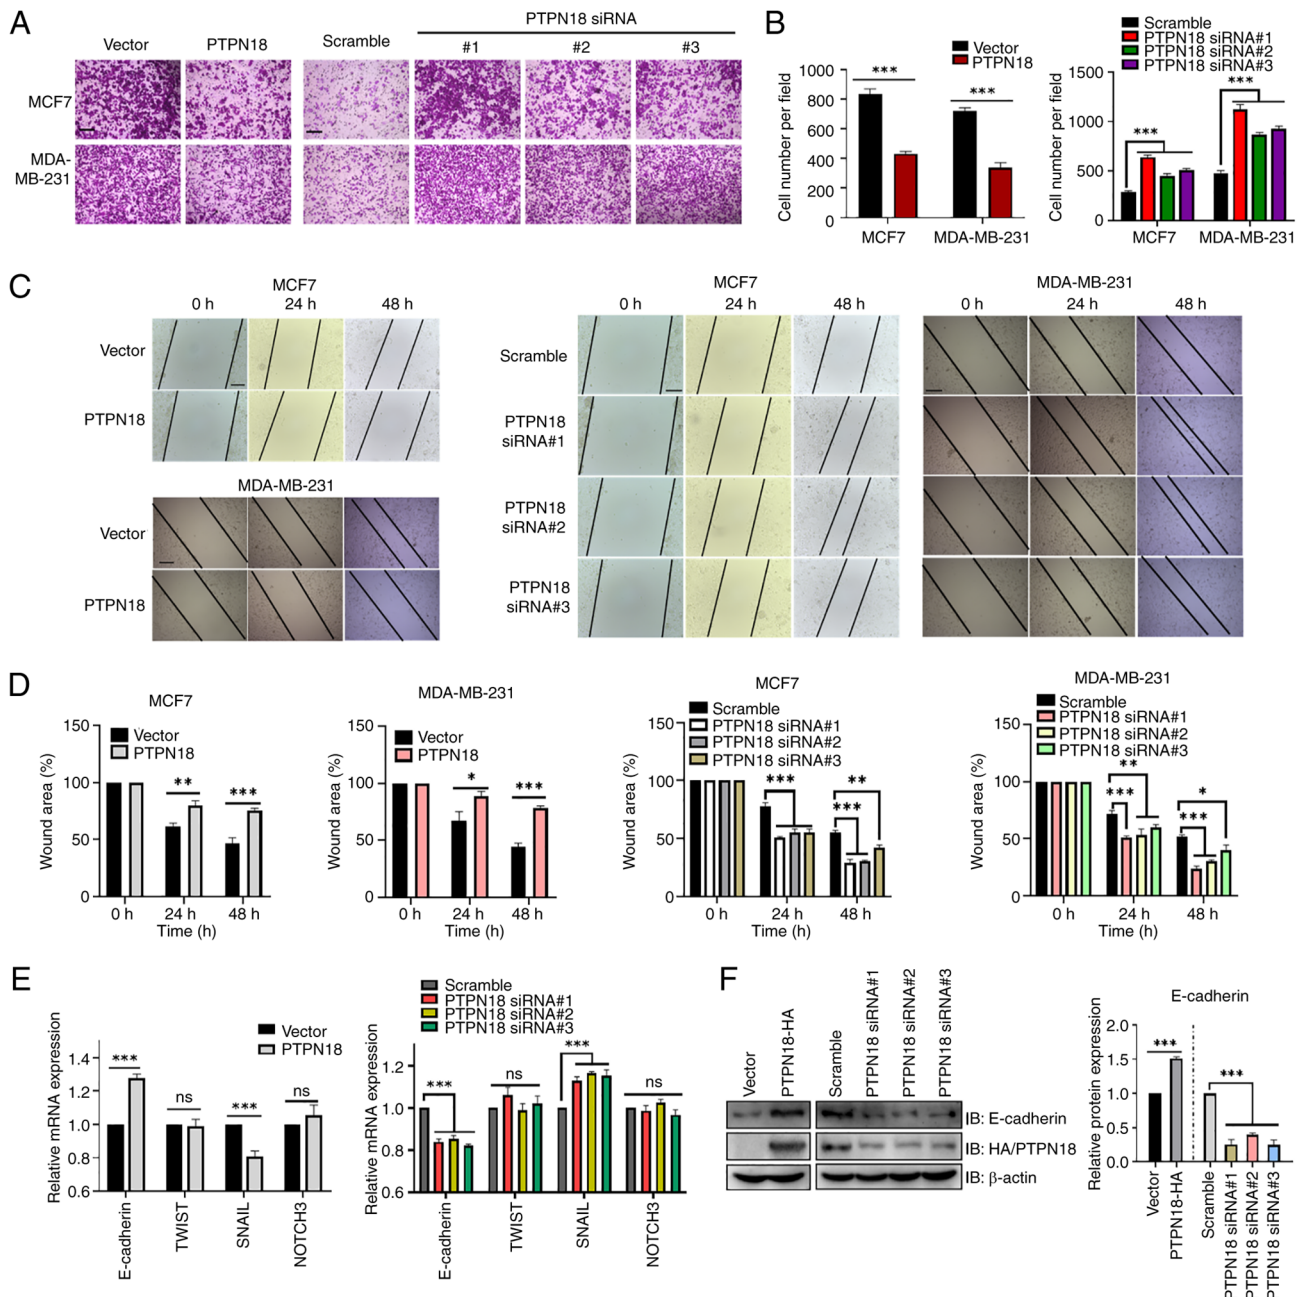 A
PTPN18 siRNA
Vector PTPN18 Scramble #1 #2 #3
MCF7
MDA-
MB-231
B
Vector
PTPN18
Cell number per field
1000
800
600
400
200
0
***
***
MCF7 MDA-MB-231
Scramble
PTPN18 siRNA#1
PTPN18 siRNA#2
PTPN18 siRNA#3
Cell number per field
1500
1000
500
0
***
***
MCF7 MDA-MB-231
C
MCF7
0 h 24 h 48 h
Vector
PTPN18
MDA-MB-231
Vector
PTPN18
MCF7
0 h 24 h 48 h
MDA-MB-231
0 h 24 h 48 h
Scramble
PTPN18
siRNA#1
PTPN18
siRNA#2
PTPN18
siRNA#3
D
MCF7
Vector
PTPN18
Wound area (%)
150
100
50
0
**
***
0 h 24 h 48 h
Time (h)
MDA-MB-231
Vector
PTPN18
Wound area (%)
150
100
50
0
*
***
0 h 24 h 48 h
Time (h)
MCF7
Scramble
PTPN18 siRNA#1
PTPN18 siRNA#2
PTPN18 siRNA#3
Wound area (%)
150
100
50
0
***
**
***
0 h 24 h 48 h
Time (h)
MDA-MB-231
Scramble
PTPN18 siRNA#1
PTPN18 siRNA#2
PTPN18 siRNA#3
Wound area (%)
150
100
50
0
**
***
*
***
0 h 24 h 48 h
Time (h)
E
Vector
PTPN18
Relative mRNA expression
1.4
1.2
1.0
0.8
0.6
***
ns
***
ns
E-cadherin
TWIST
SNAIL
NOTCH3
Scramble
PTPN18 siRNA#1
PTPN18 siRNA#2
PTPN18 siRNA#3
Relative mRNA expression
1.2
1.0
0.8
0.6
***
ns
***
ns
E-cadherin
TWIST
SNAIL
NOTCH3
F
Vector
PTPN18-HA
Scramble
PTPN18 siRNA#1
PTPN18 siRNA#2
PTPN18 siRNA#3
IB: E-cadherin
IB: HA/PTPN18
IB: β-actin
E-cadherin
Relative protein expression
2.0
1.5
1.0
0.5
0.0
***
***
Vector
PTPN18-HA
Scramble
PTPN18 siRNA#1
PTPN18 siRNA#2
PTPN18 siRNA#3